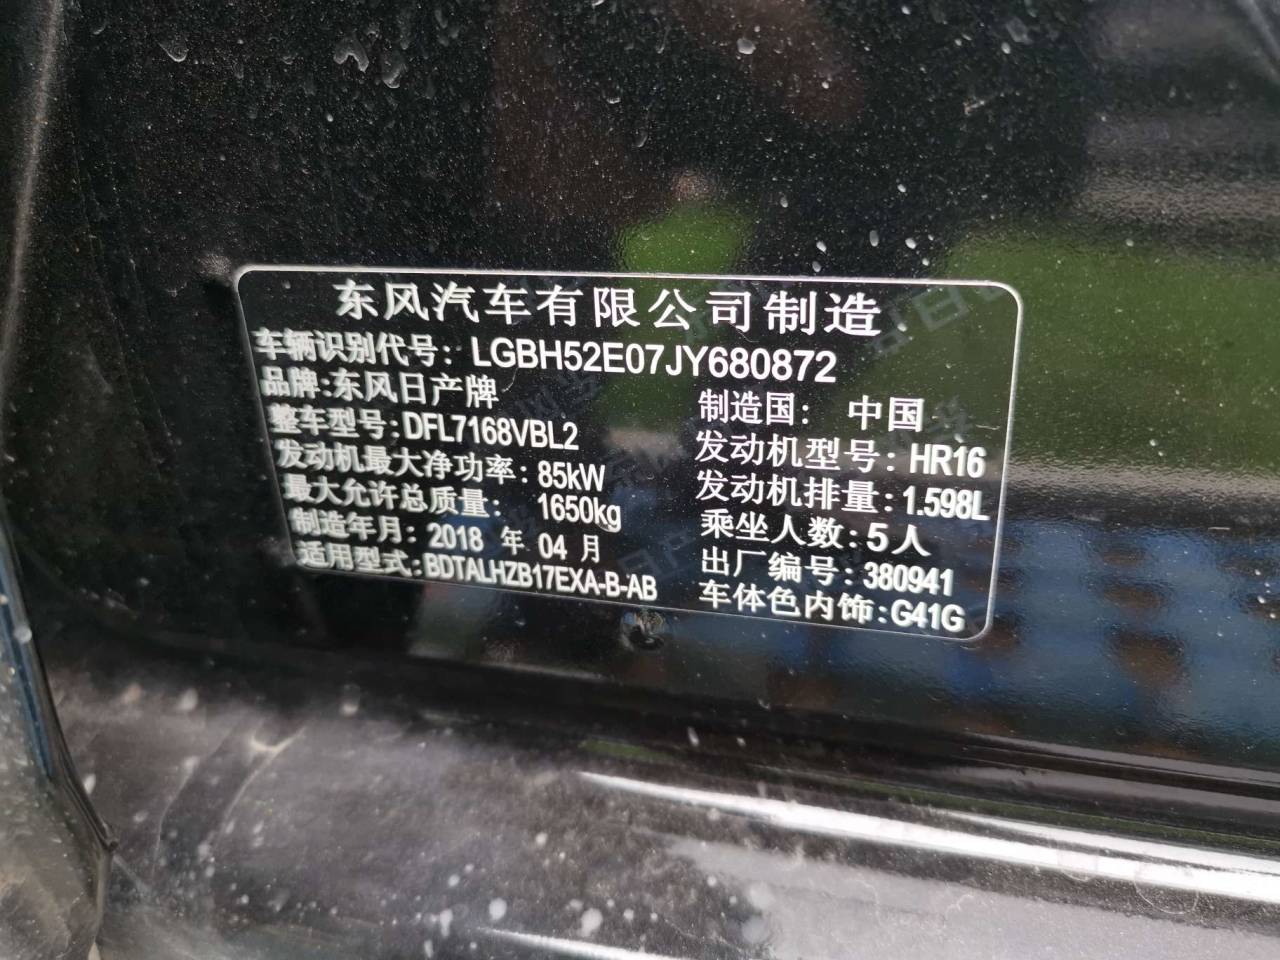 东风汽车有限公司制造
车辆识别代号：LGBH52E07JY680872
品牌：东风日产牌
制造国：中国
整车型号：DFL7168VBL2
发动机型号：HR16
发动机最大净功率：85kW
发动机排量：1.598L
最大允许总质量：1650kg
乘坐人数：5人
制造年月：2018 年 04 月
出厂编号：380941
适用型式：BDTALHZB17EXA-B-AB
车体色内饰：G41G